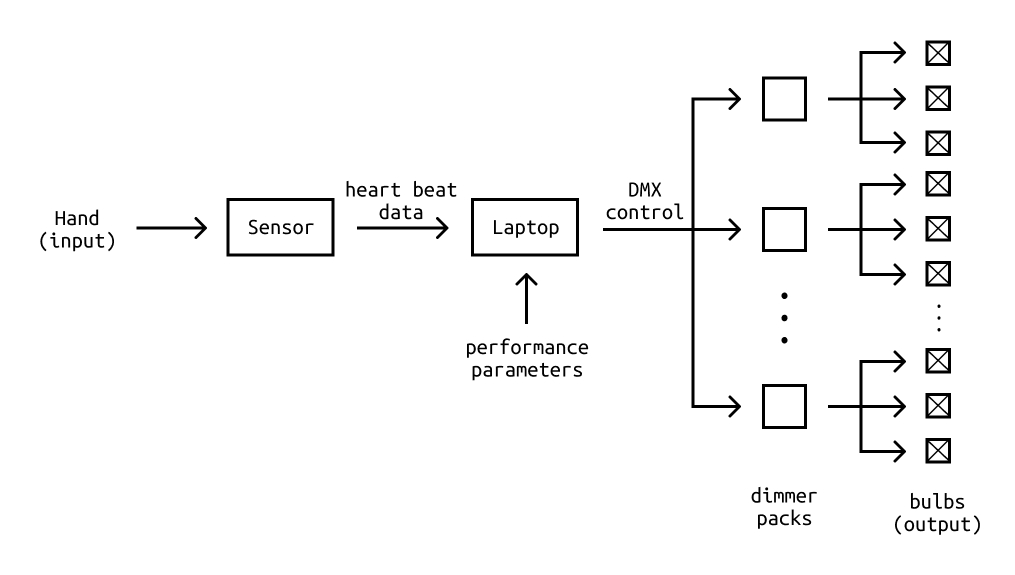 Hand
(input)
Sensor
heart beat
data
Laptop
performance
parameters
DMX
control
dimmer
packs
bulbs
(output)